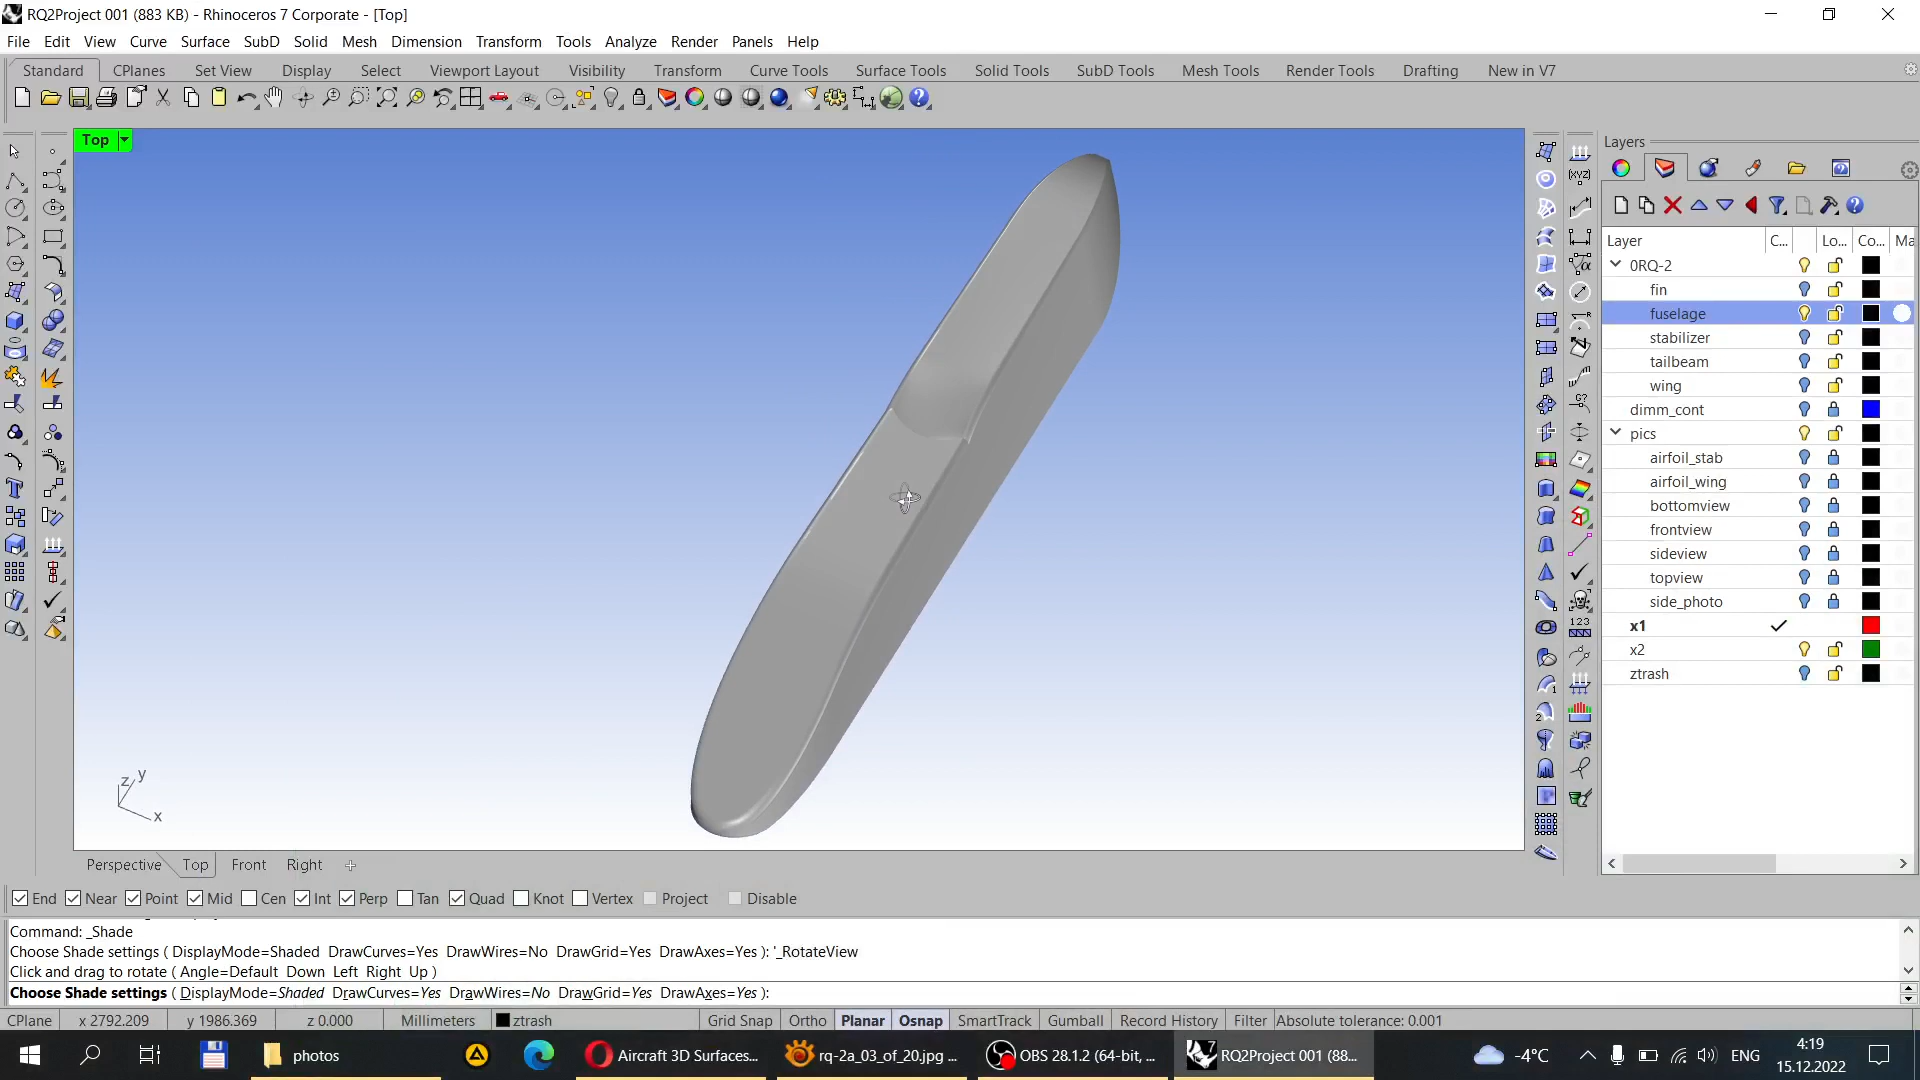 RQ2Project 001 (883 KB) - Rhinoceros 7 Corporate - [Top]
File Edit View Curve Surface SubD Solid Mesh Dimension Transform Tools Analyze Render Panels Help
Standard CPlanes Set View Display Select Viewport Layout Visibility Transform Curve Tools Surface Tools Solid Tools SubD Tools Mesh Tools Render Tools Drafting New in V7
Top
Layers
Layer C... Lo... Co... Ma
0RQ-2
fin
fuselage
stabilizer
tailbeam
wing
dimm_cont
pics
airfoil_stab
airfoil_wing
bottomview
frontview
sideview
topview
side_photo
x1
x2
ztrash
z y
x
Perspective Top Front Right
End Near Point Mid Cen Int Perp Tan Quad Knot Vertex Project Disable
Command: _Shade
Choose Shade settings ( DisplayMode=Shaded DrawCurves=Yes DrawWires=No DrawGrid=Yes DrawAxes=Yes ): '_RotateView
Click and drag to rotate ( Angle=Default Down Left Right Up )
Choose Shade settings ( DisplayMode=Shaded DrawCurves=Yes DrawWires=No DrawGrid=Yes DrawAxes=Yes ):
CPlane x 2792.209 y 1986.369 z 0.000 Millimeters ztrash Grid Snap Ortho Planar Osnap SmartTrack Gumball Record History Filter Absolute tolerance: 0.001
photos Aircraft 3D Surfaces... rq-2a_03_of_20.jpg ... OBS 28.1.2 (64-bit, ... RQ2Project 001 (88... -4°C ENG 4:19
15.12.2022